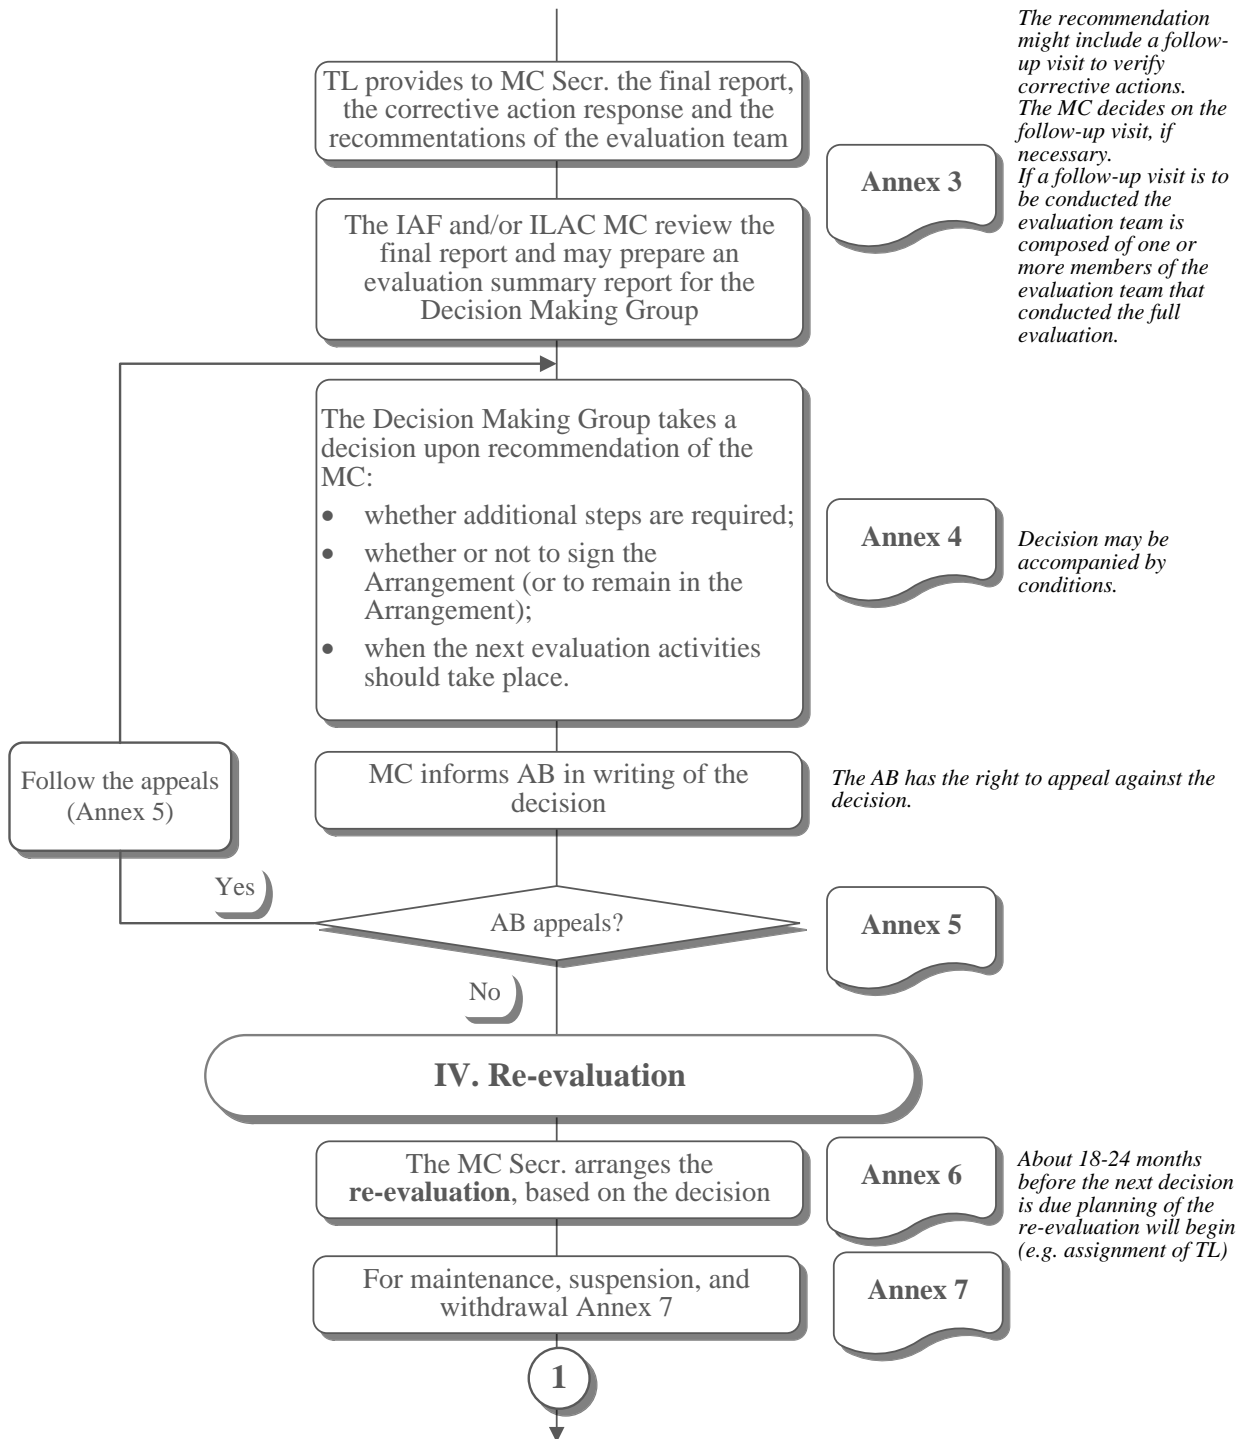 TL provides to MC Secr. the final report,
the corrective action response and the
recommentations of the evaluation team
The recommendation
might include a follow-
up visit to verify
corrective actions.
The MC decides on the
follow-up visit, if
necessary.
If a follow-up visit is to
be conducted the
evaluation team is
composed of one or
more members of the
evaluation team that
conducted the full
evaluation.
Annex 3
The IAF and/or ILAC MC review the
final report and may prepare an
evaluation summary report for the
Decision Making Group
The Decision Making Group takes a
decision upon recommendation of the
MC:
• whether additional steps are required;
• whether or not to sign the
Arrangement (or to remain in the
Arrangement);
• when the next evaluation activities
should take place.
Annex 4
Decision may be
accompanied by
conditions.
Follow the appeals
(Annex 5)
MC informs AB in writing of the
decision
The AB has the right to appeal against the
decision.
Yes
AB appeals?
Annex 5
No
IV. Re-evaluation
The MC Secr. arranges the
re-evaluation, based on the decision
Annex 6
About 18-24 months
before the next decision
is due planning of the
re-evaluation will begin
(e.g. assignment of TL)
For maintenance, suspension, and
withdrawal Annex 7
Annex 7
1